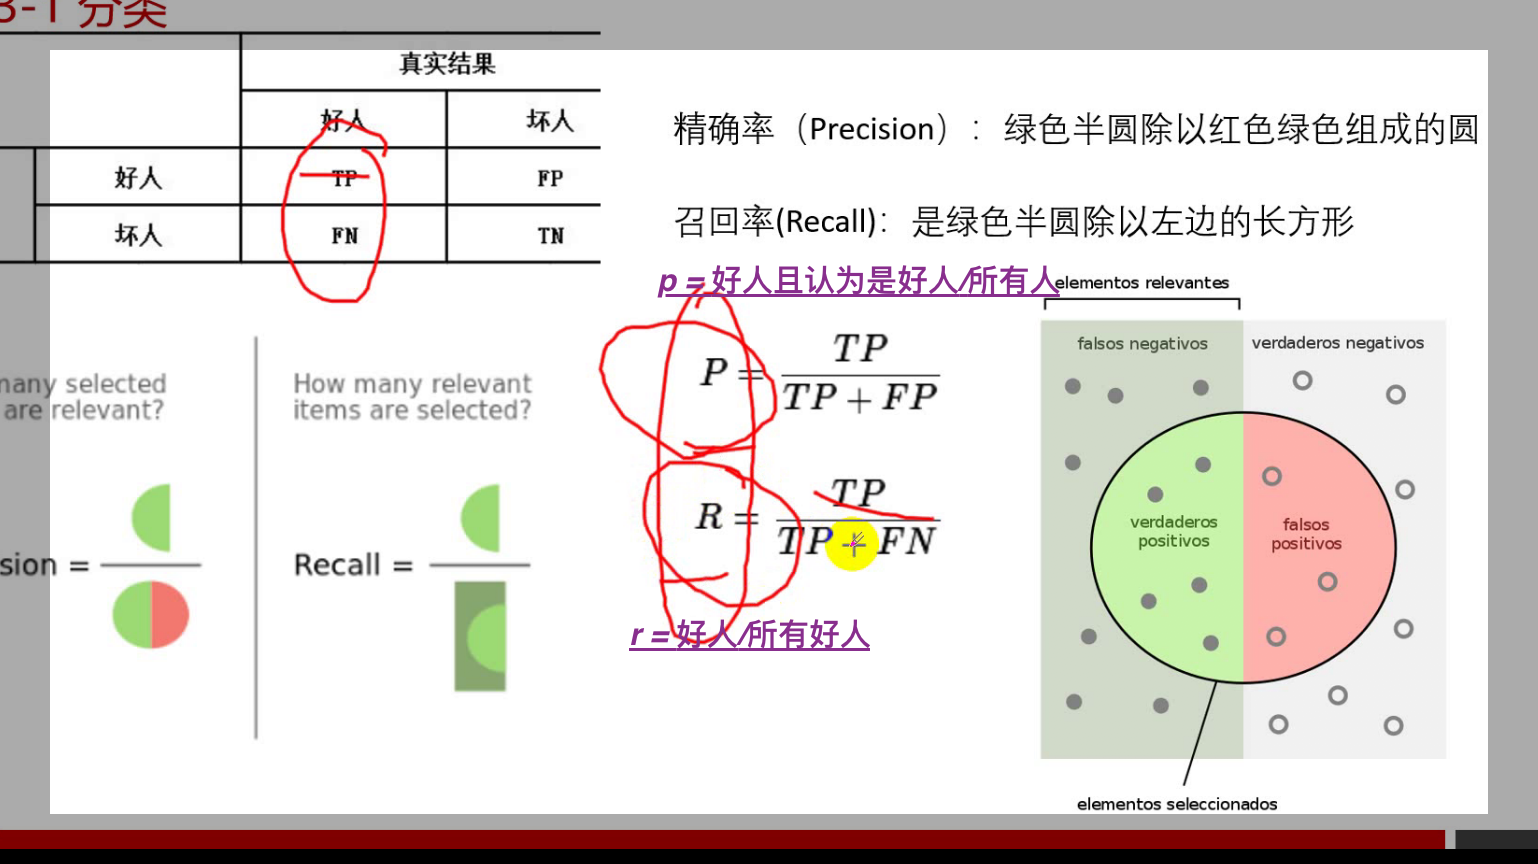 3-1 分类
真实结果
好人 坏人
好人 TP FP
坏人 FN TN
精确率（Precision）：绿色半圆除以红色绿色组成的圆
召回率(Recall)：是绿色半圆除以左边的长方形
p = 好人且认为是好人/所有人
elementos relevantes
falsos negativos verdaderos negativos
P = TP / TP + FP
many selected
are relevant?
How many relevant
items are selected?
R = TP / TP + FN
verdaderos
positivos
falsos
positivos
sion =
Recall =
r = 好人/所有好人
elementos seleccionados